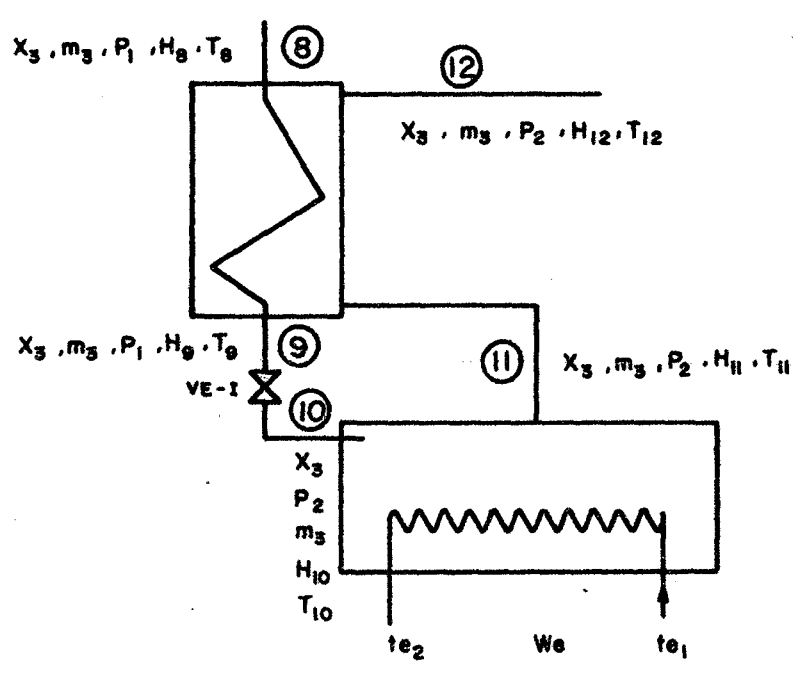 X₃ , m₃ , P₁ , H₈ , T₈
8
12
X₃ , m₃ , P₂ , H₁₂ , T₁₂
X₃ , m₃ , P₁ , H₉ , T₉
9
11
X₃ , m₃ , P₂ , H₁₁ , T₁₁
VE-I
10
X₃
P₂
m₃
H₁₀
T₁₀
te₂
We
te₁